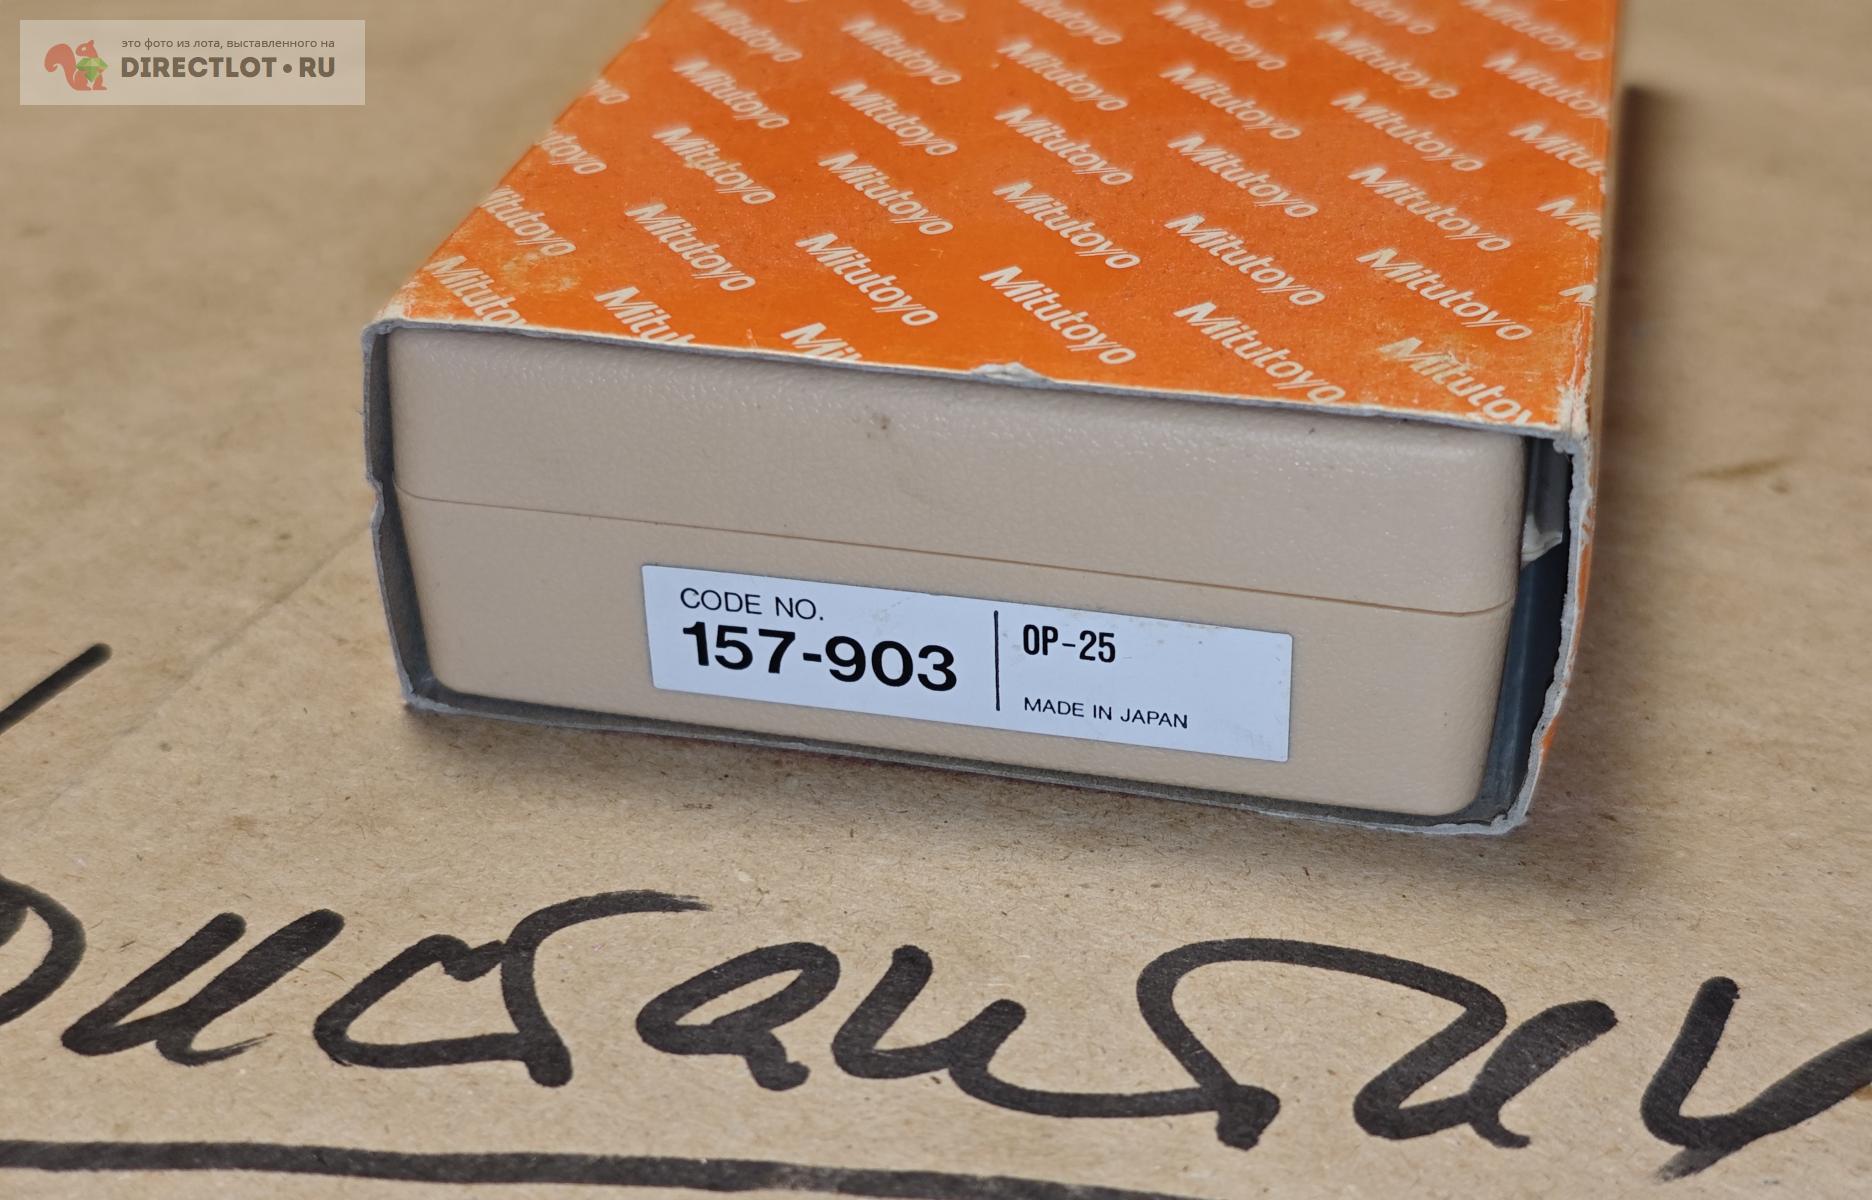 это фото из лота, выставленного на
DIRECTLOT•RU
Mitutoyo
CODE NO.
157-903
OP-25
MADE IN JAPAN